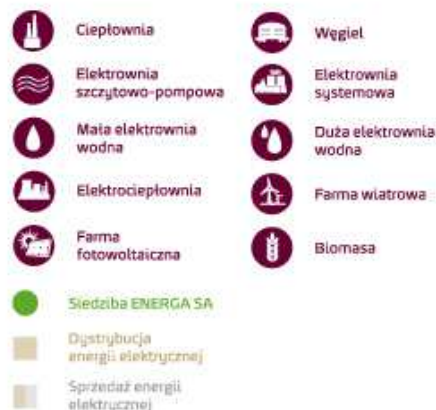 Ciepłownia
Węgiel
Elektrownia
szczytowo-pompowa
Elektrownia
systemowa
Mała elektrownia
wodna
Duża elektrownia
wodna
Elektrociepłownia
Farma wiatrowa
Farma
fotowoltaiczna
Biomasa
Siedziba ENERGA SA
Dystrybucja
energii elektrycznej
Sprzedaż energii
elektrycznej